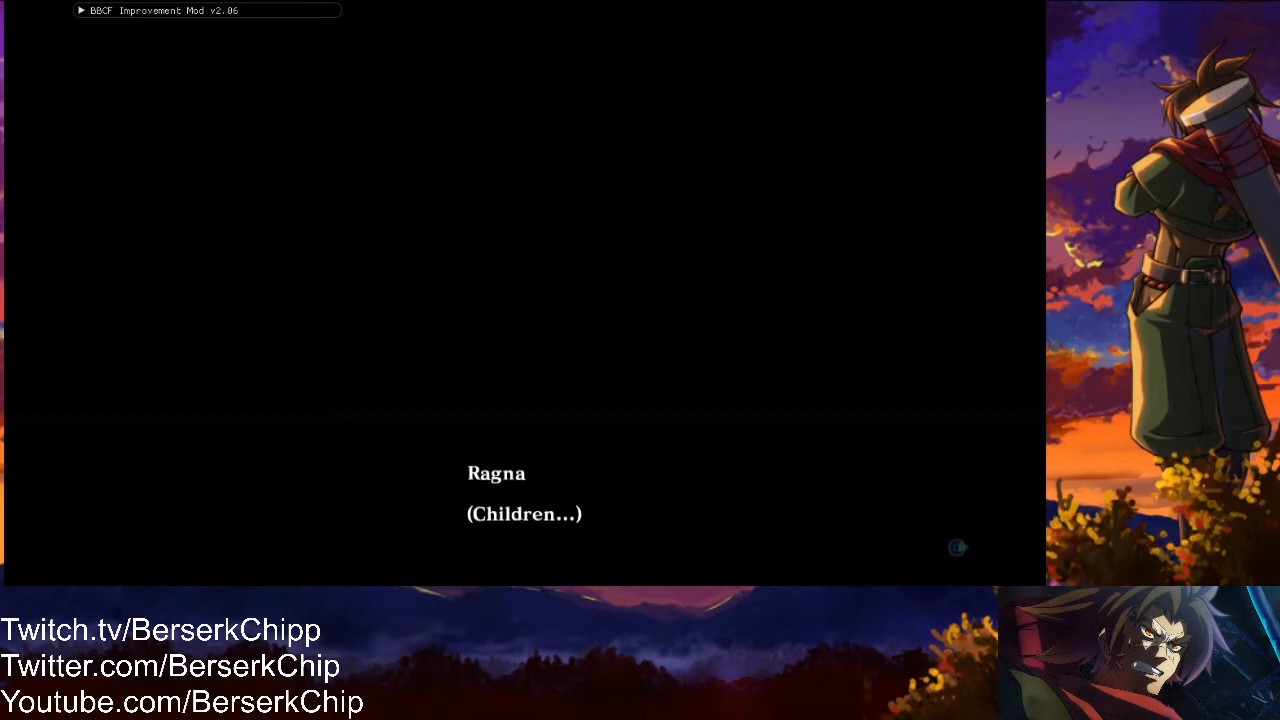 ▶ BBCF Improvement Mod v2.06
Ragna
(Children...)
Twitch.tv/BerserkChipp
Twitter.com/BerserkChip
Youtube.com/BerserkChip